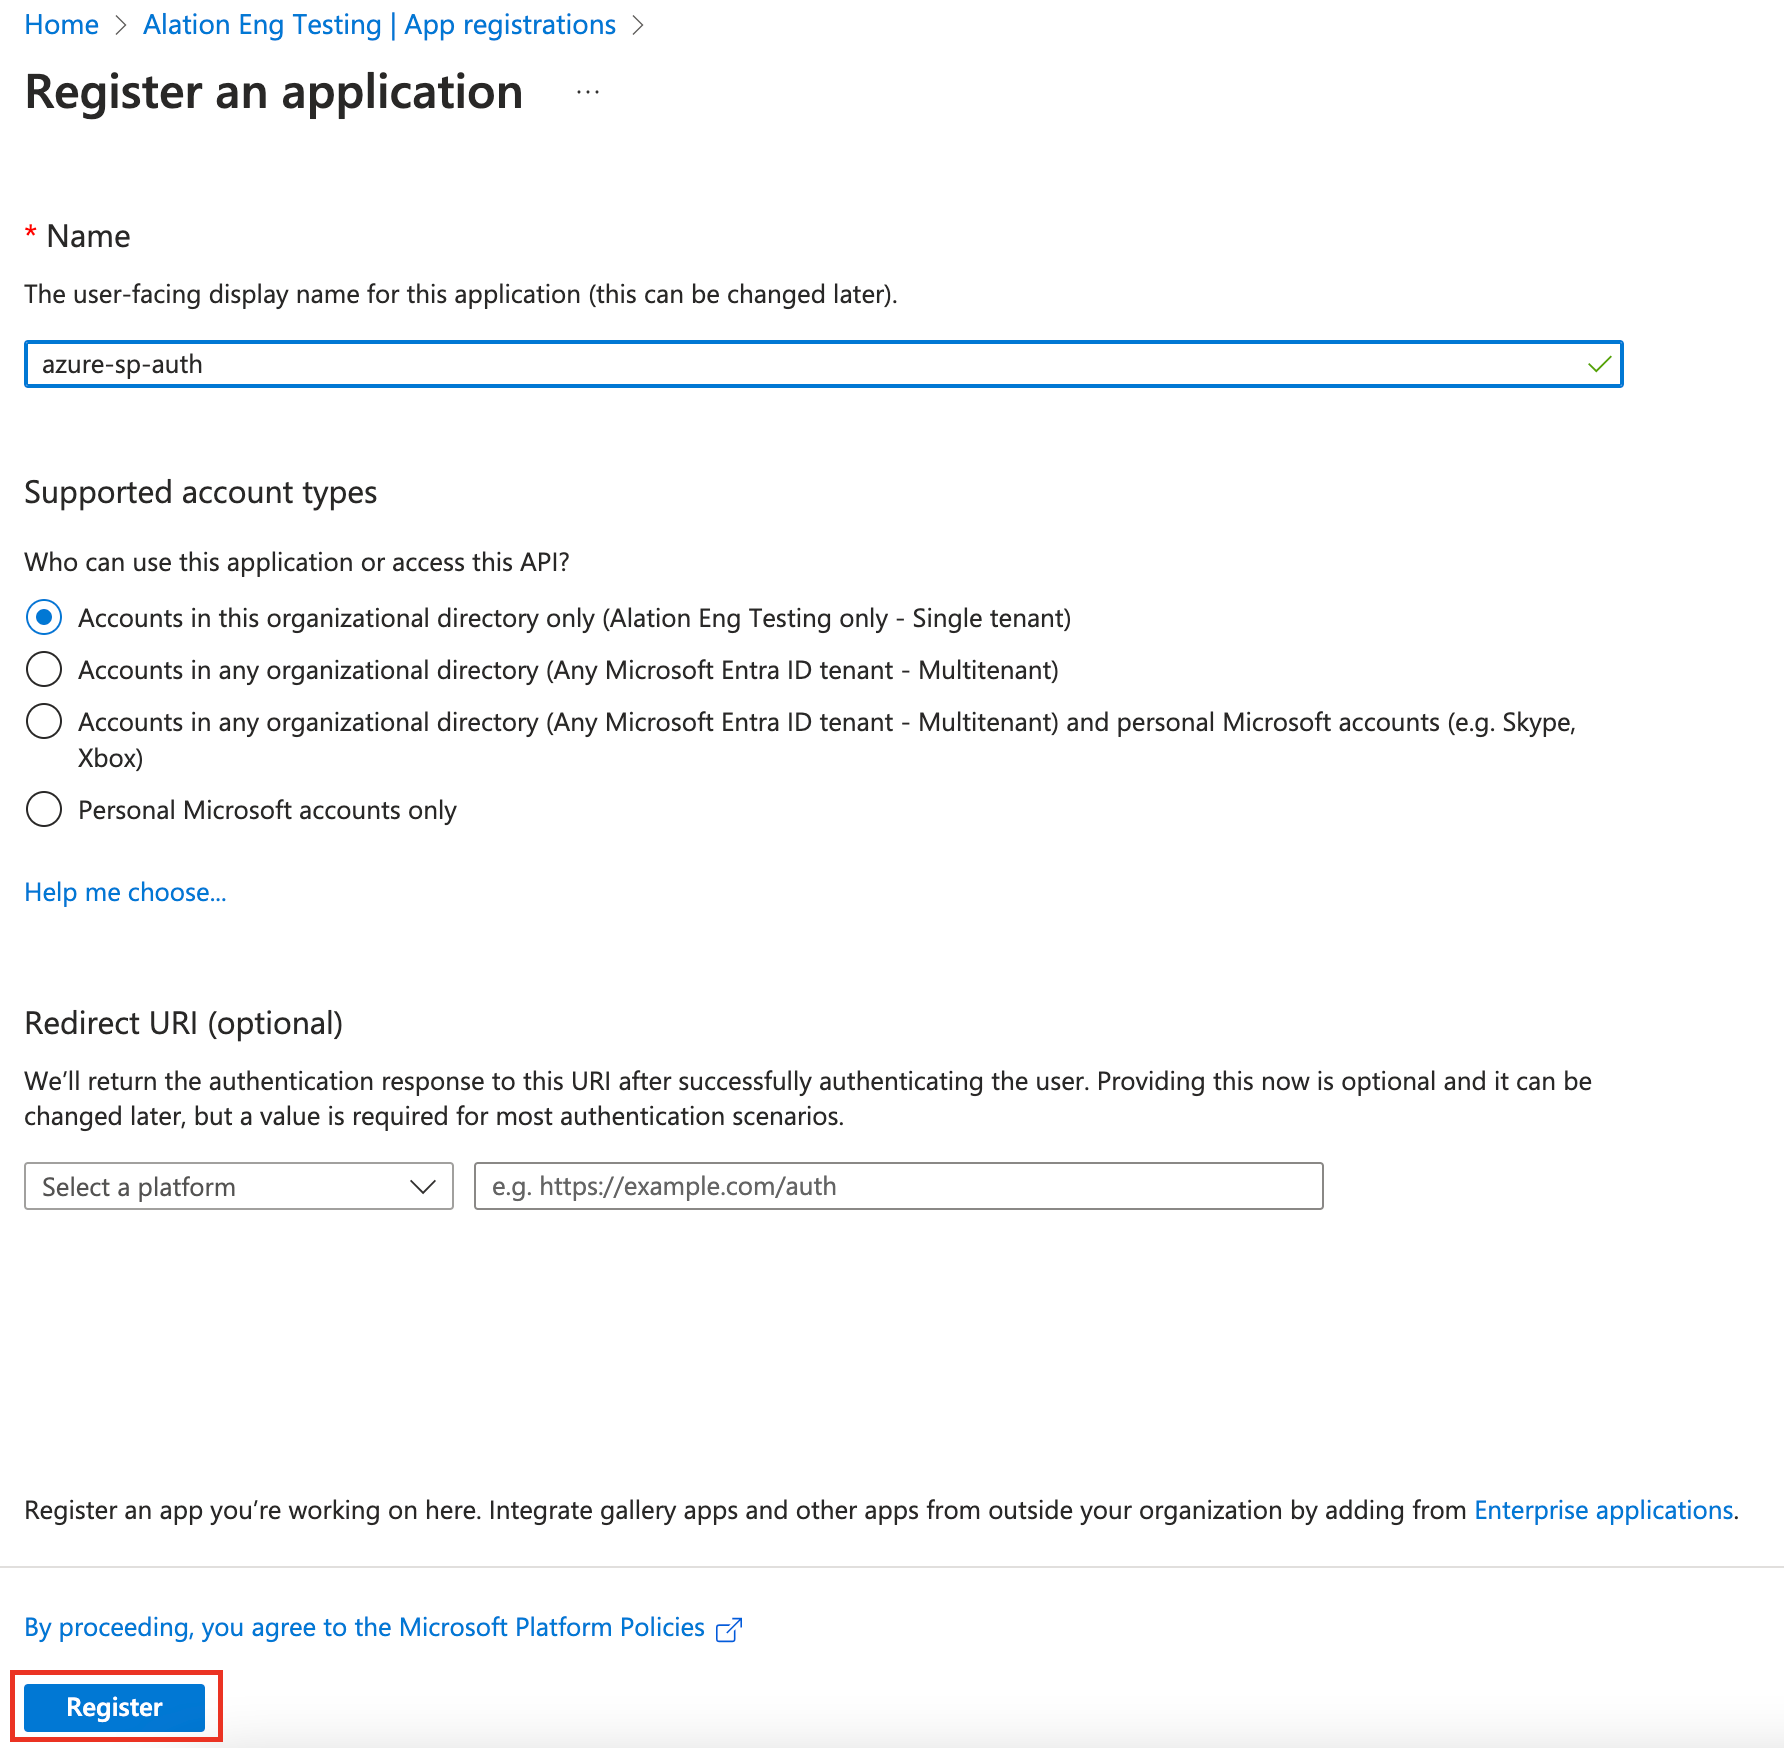 Home > Alation Eng Testing | App registrations >
Register an application ...
* Name
The user-facing display name for this application (this can be changed later).
azure-sp-auth
Supported account types
Who can use this application or access this API?
Accounts in this organizational directory only (Alation Eng Testing only - Single tenant)
Accounts in any organizational directory (Any Microsoft Entra ID tenant - Multitenant)
Accounts in any organizational directory (Any Microsoft Entra ID tenant - Multitenant) and personal Microsoft accounts (e.g. Skype,
Xbox)
Personal Microsoft accounts only
Help me choose...
Redirect URI (optional)
We’ll return the authentication response to this URI after successfully authenticating the user. Providing this now is optional and it can be
changed later, but a value is required for most authentication scenarios.
Select a platform
e.g. https://example.com/auth
Register an app you’re working on here. Integrate gallery apps and other apps from outside your organization by adding from Enterprise applications.
By proceeding, you agree to the Microsoft Platform Policies
Register